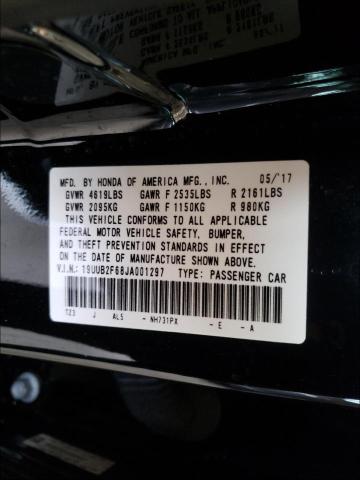 MFD. BY HONDA OF AMERICA MFG.,INC. 05/'17
GVWR 4619LBS GAWR F 2535LBS R 2161LBS
GVWR 2095KG GAWR F 1150KG R 980KG
THIS VEHICLE CONFORMS TO ALL APPLICABLE
FEDERAL MOTOR VEHICLE SAFETY, BUMPER,
AND THEFT PREVENTION STANDARDS IN EFFECT
ON THE DATE OF MANUFACTURE SHOWN ABOVE.
V.I.N.: 19UUB2F68JA001297 TYPE: PASSENGER CAR
TZ3 J AL5 - NH731PX - E - A